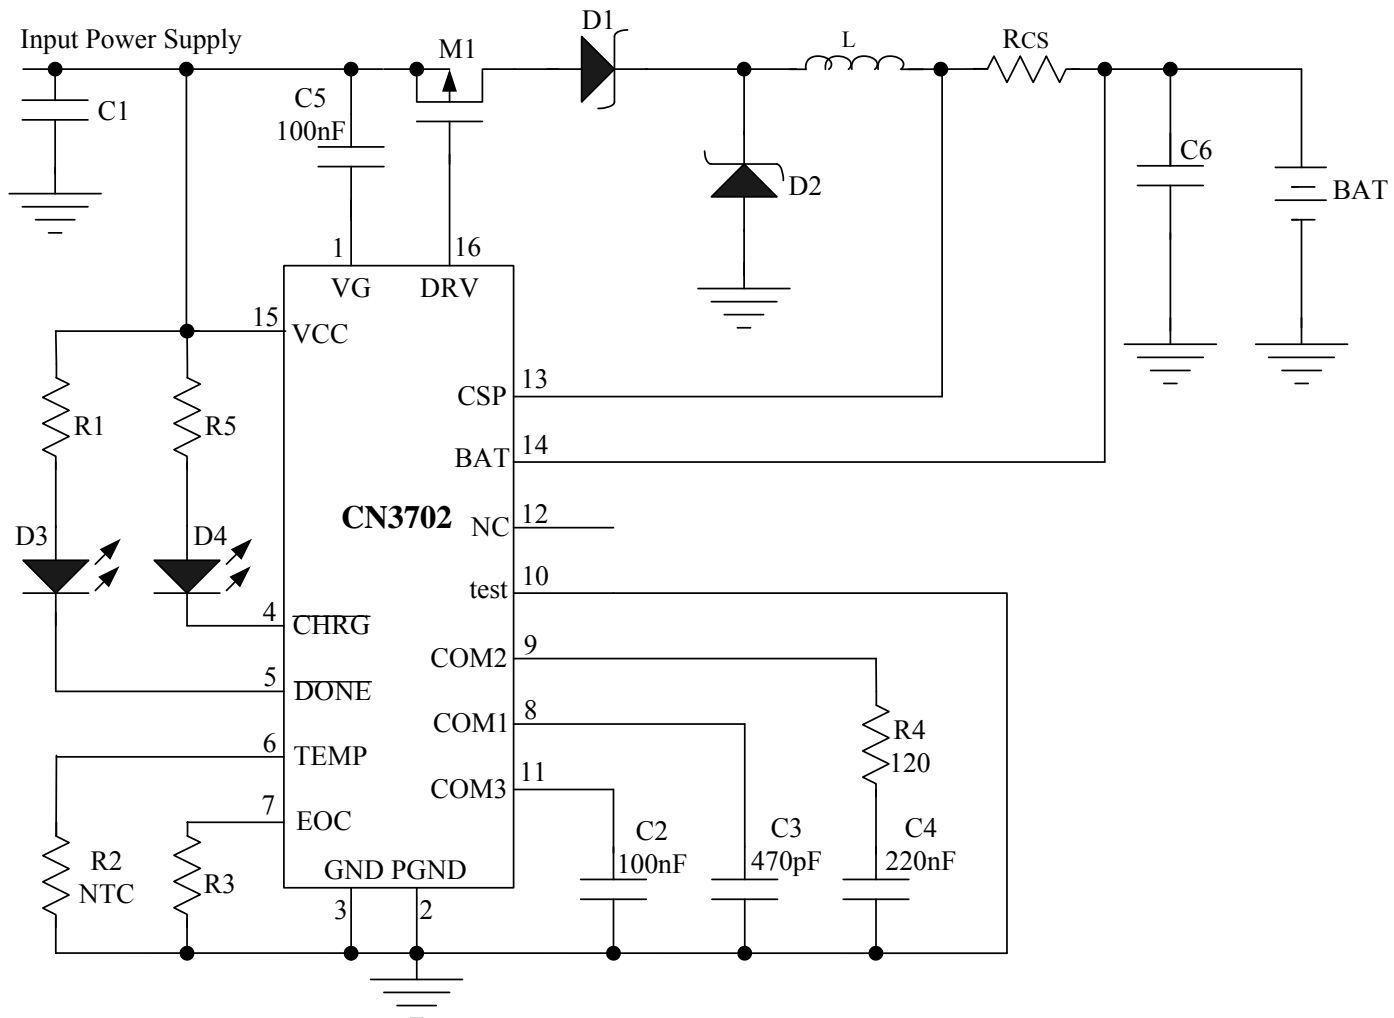 D1
Input Power Supply
M1
L
RCS
C1
C5
100nF
C6
D2
BAT
1
16
VG
DRV
15
VCC
13
CSP
R1
R5
14
BAT
CN3702
12
NC
D3
D4
10
test
4
CHRG
9
COM2
5
DONE
8
COM1
R4
120
6
TEMP
11
COM3
7
EOC
C2
100nF
C3
470pF
C4
220nF
R2
NTC
R3
GND PGND
3
2